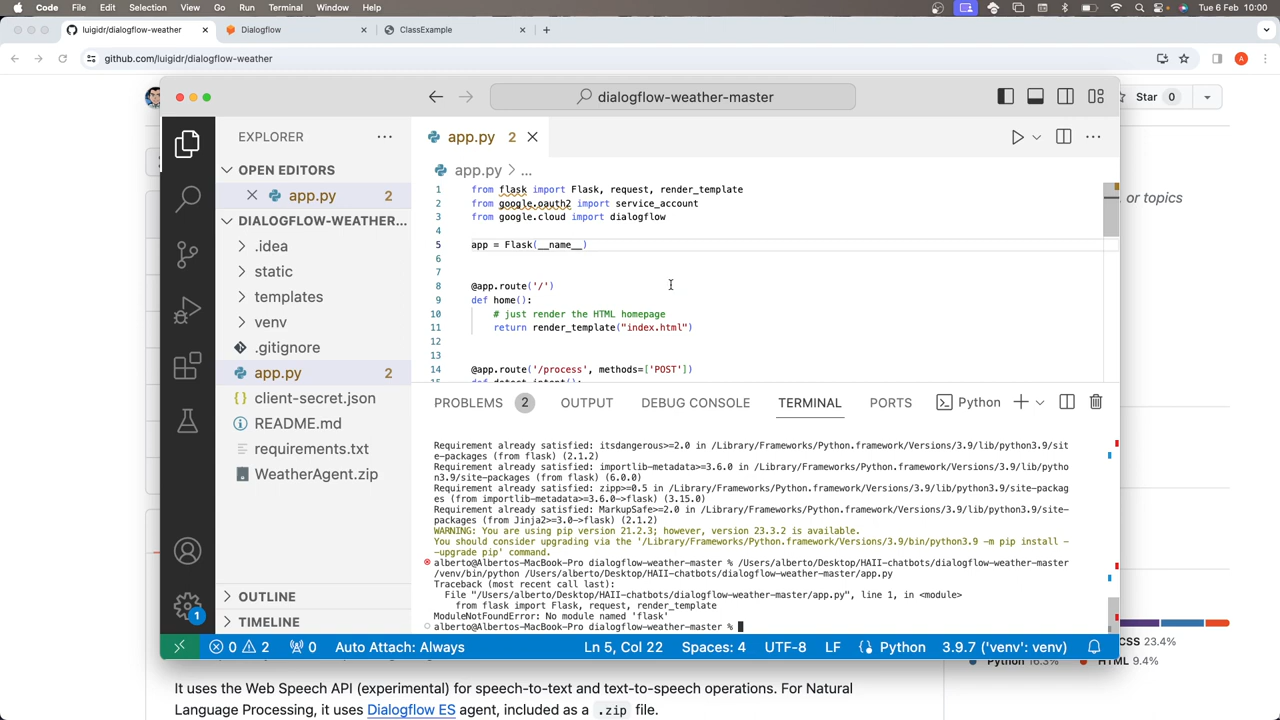 Code File Edit Selection View Go Run Terminal Window Help Tue 6 Feb 10:00
luigidr/dialogflow-weather Dialogflow ClassExample
github.com/luigidr/dialogflow-weather A
dialogflow-weather-master
Star 0
EXPLORER
app.py 2
OPEN EDITORS
app.py > ...
app.py 2
or topics
DIALOGFLOW-WEATHER...
.idea
static
templates
venv
.gitignore
app.py 2
client-secret.json
README.md
requirements.txt
WeatherAgent.zip
OUTLINE
TIMELINE
1 from flask import Flask, request, render_template
2 from google.oauth2 import service_account
3 from google.cloud import dialogflow
4
5 app = Flask(__name__)
6
7
8 @app.route('/')
9 def home():
10 # just render the HTML homepage
11 return render_template("index.html")
12
13
14 @app.route('/process', methods=['POST'])
15 def detect_intent():
PROBLEMS 2 OUTPUT DEBUG CONSOLE TERMINAL PORTS Python
Requirement already satisfied: itsdangerous>=2.0 in /Library/Frameworks/Python.framework/Versions/3.9/lib/python3.9/sit
e-packages (from flask) (2.1.2)
Requirement already satisfied: importlib-metadata>=3.6.0 in /Library/Frameworks/Python.framework/Versions/3.9/lib/pytho
n3.9/site-packages (from flask) (6.0.0)
Requirement already satisfied: zipp>=0.5 in /Library/Frameworks/Python.framework/Versions/3.9/lib/python3.9/site-packag
es (from importlib-metadata>=3.6.0->flask) (3.15.0)
Requirement already satisfied: MarkupSafe>=2.0 in /Library/Frameworks/Python.framework/Versions/3.9/lib/python3.9/site-
packages (from Jinja2>=3.0->flask) (2.1.2)
WARNING: You are using pip version 21.2.3; however, version 23.3.2 is available.
You should consider upgrading via the '/Library/Frameworks/Python.framework/Versions/3.9/bin/python3.9 -m pip install -
-upgrade pip' command.
alberto@Albertos-MacBook-Pro dialogflow-weather-master % /Users/alberto/Desktop/HAII-chatbots/dialogflow-weather-master
/venv/bin/python /Users/alberto/Desktop/HAII-chatbots/dialogflow-weather-master/app.py
Traceback (most recent call last):
File "/Users/alberto/Desktop/HAII-chatbots/dialogflow-weather-master/app.py", line 1, in <module>
from flask import Flask, request, render_template
ModuleNotFoundError: No module named 'flask'
alberto@Albertos-MacBook-Pro dialogflow-weather-master %
1
0 2 0 Auto Attach: Always Ln 5, Col 22 Spaces: 4 UTF-8 LF Python 3.9.7 ('venv': venv)
CSS 23.4%
Python 16.3% HTML 9.4%
It uses the Web Speech API (experimental) for speech-to-text and text-to-speech operations. For Natural
Language Processing, it uses Dialogflow ES agent, included as a .zip file.